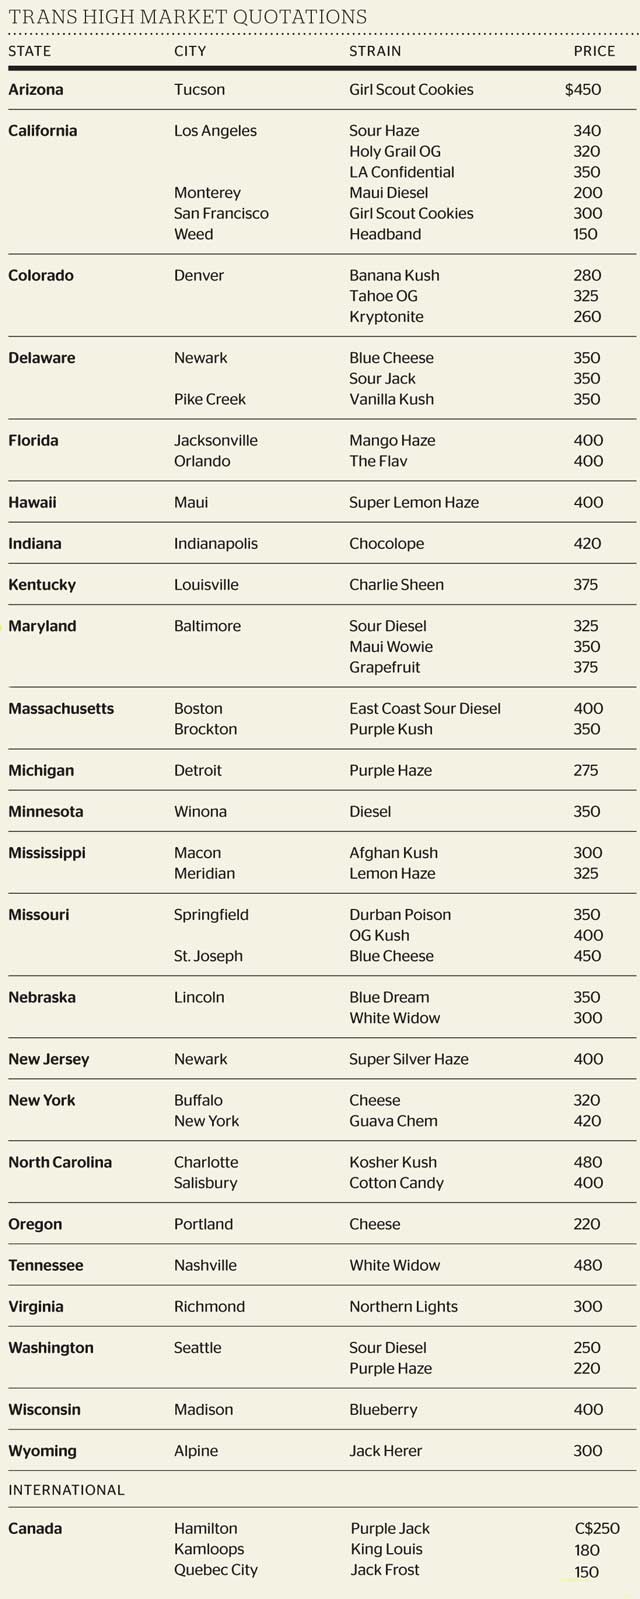 TRANS HIGH MARKET QUOTATIONS
STATE CITY STRAIN PRICE
Arizona Tucson Girl Scout Cookies $450
California Los Angeles Sour Haze 340
Holy Grail OG 320
LA Confidential 350
Monterey Maui Diesel 200
San Francisco Girl Scout Cookies 300
Weed Headband 150
Colorado Denver Banana Kush 280
Tahoe OG 325
Kryptonite 260
Delaware Newark Blue Cheese 350
Sour Jack 350
Pike Creek Vanilla Kush 350
Florida Jacksonville Mango Haze 400
Orlando The Flav 400
Hawaii Maui Super Lemon Haze 400
Indiana Indianapolis Chocolope 420
Kentucky Louisville Charlie Sheen 375
Maryland Baltimore Sour Diesel 325
Maui Wowie 350
Grapefruit 375
Massachusetts Boston East Coast Sour Diesel 400
Brockton Purple Kush 350
Michigan Detroit Purple Haze 275
Minnesota Winona Diesel 350
Mississippi Macon Afghan Kush 300
Meridian Lemon Haze 325
Missouri Springfield Durban Poison 350
OG Kush 400
St. Joseph Blue Cheese 450
Nebraska Lincoln Blue Dream 350
White Widow 300
New Jersey Newark Super Silver Haze 400
New York Buffalo Cheese 320
New York Guava Chem 420
North Carolina Charlotte Kosher Kush 480
Salisbury Cotton Candy 400
Oregon Portland Cheese 220
Tennessee Nashville White Widow 480
Virginia Richmond Northern Lights 300
Washington Seattle Sour Diesel 250
Purple Haze 220
Wisconsin Madison Blueberry 400
Wyoming Alpine Jack Herer 300
INTERNATIONAL
Canada Hamilton Purple Jack C$250
Kamloops King Louis 180
Quebec City Jack Frost 150